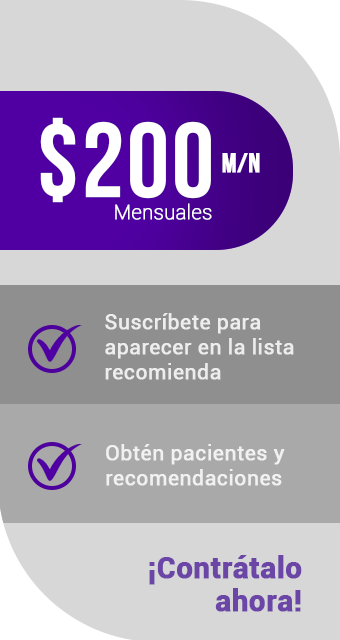 $200 M/N
Mensuales
Suscríbete para
aparecer en la lista
recomienda
Obtén pacientes y
recomendaciones
¡Contrátalo
ahora!